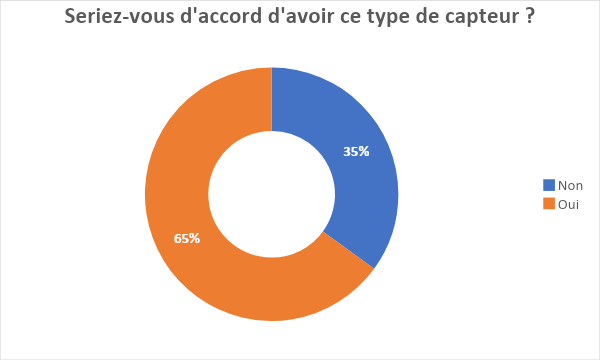 Seriez-vous d'accord d'avoir ce type de capteur ?
35%
65%
Non
Oui